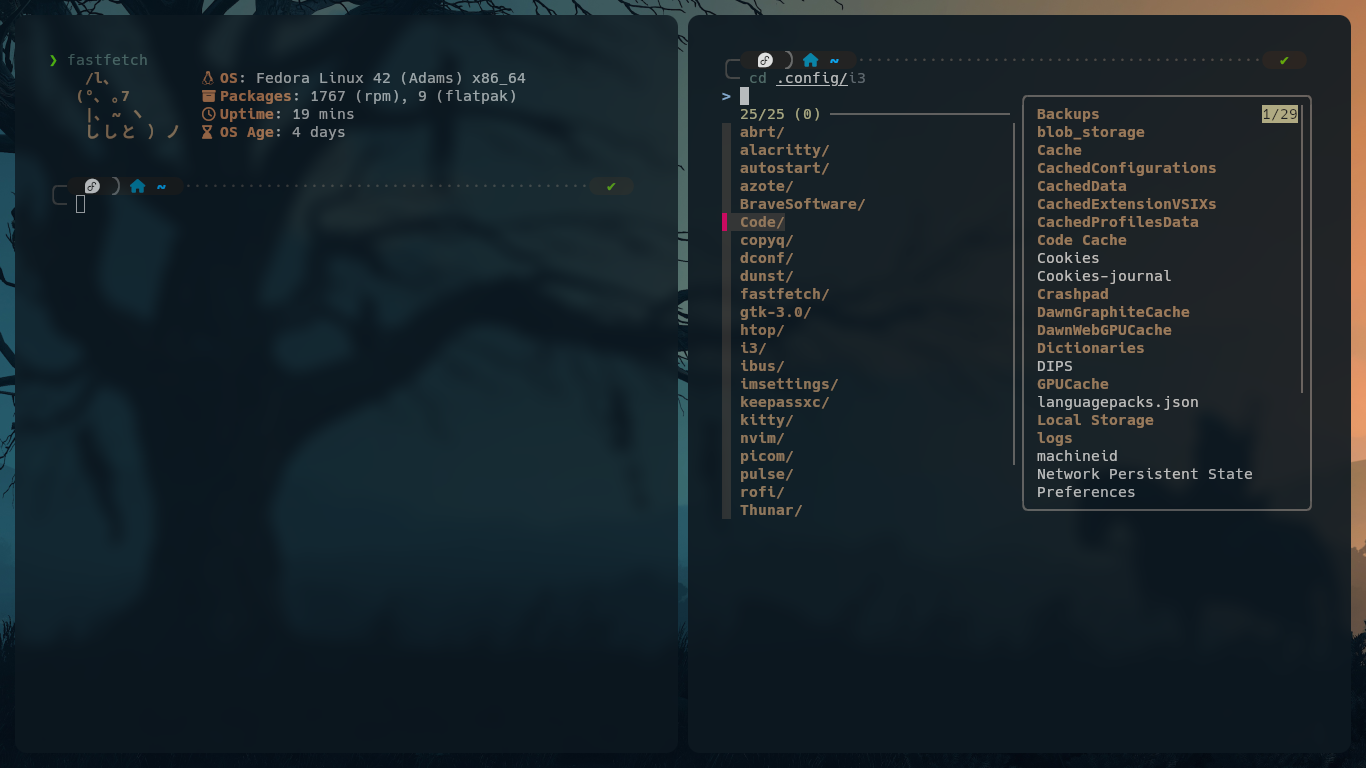 ❯ fastfetch
／l、
(°､ ｡7
|､ ~ ヽ
しし と ) ノ
OS: Fedora Linux 42 (Adams) x86_64
Packages: 1767 (rpm), 9 (flatpak)
Uptime: 19 mins
OS Age: 4 days
) ~ ✔
) ~ ✔
cd .config/i3
>
25/25 (0)
abrt/
alacritty/
autostart/
azote/
BraveSoftware/
Code/
copyq/
dconf/
dunst/
fastfetch/
gtk-3.0/
htop/
i3/
ibus/
imsettings/
keepassxc/
kitty/
nvim/
picom/
pulse/
rofi/
Thunar/
Backups 1/29
blob_storage
Cache
CachedConfigurations
CachedData
CachedExtensionVSIXs
CachedProfilesData
Code Cache
Cookies
Cookies-journal
Crashpad
DawnGraphiteCache
DawnWebGPUCache
Dictionaries
DIPS
GPUCache
languagepacks.json
Local Storage
logs
machineid
Network Persistent State
Preferences